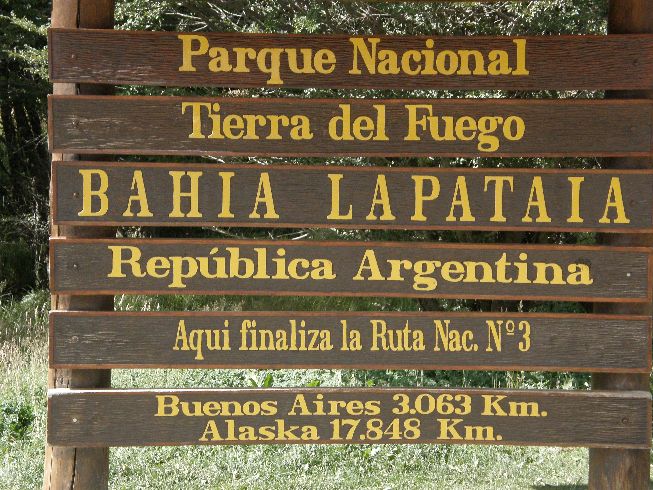 Parque Nacional
Tierra del Fuego
BAHIA LAPATAIA
República Argentina
Aqui finaliza la Ruta Nac. Nº3
Buenos Aires 3.063 Km.
Alaska 17.848 Km.